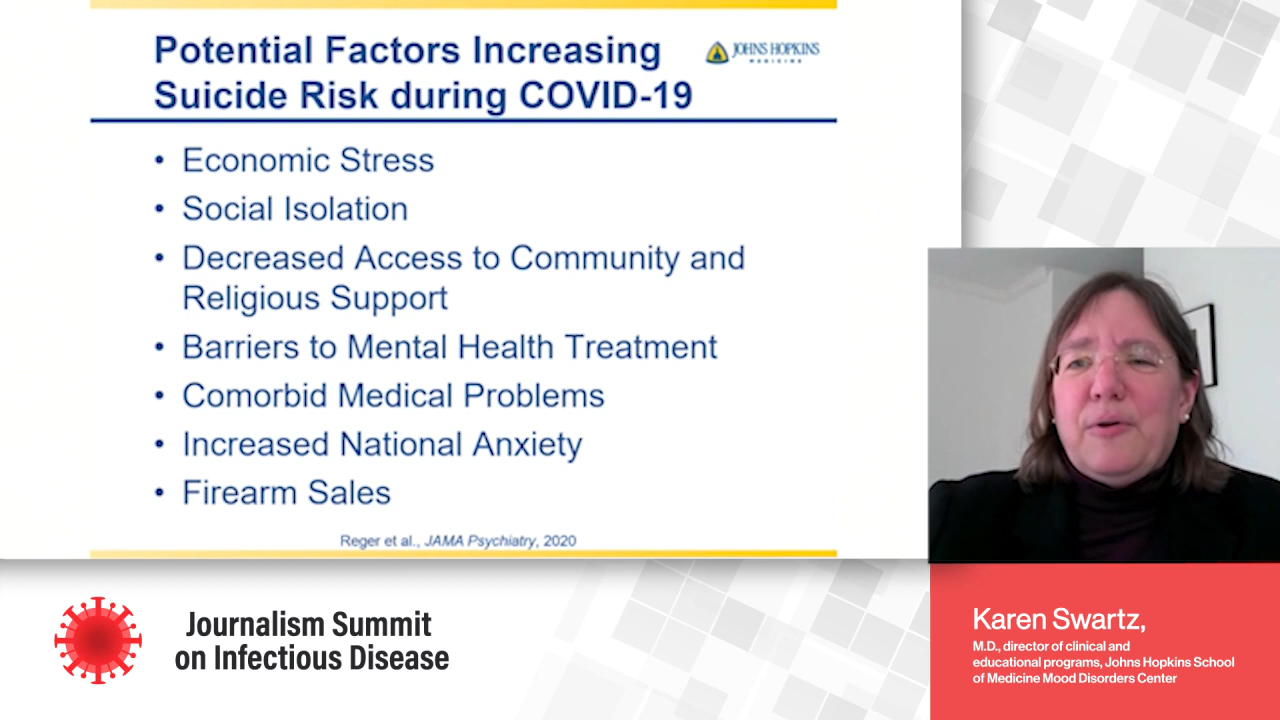 Potential Factors Increasing
Suicide Risk during COVID-19
JOHNS HOPKINS
MEDICINE
• Economic Stress
• Social Isolation
• Decreased Access to Community and
Religious Support
• Barriers to Mental Health Treatment
• Comorbid Medical Problems
• Increased National Anxiety
• Firearm Sales
Reger et al., JAMA Psychiatry, 2020
Journalism Summit
on Infectious Disease
Karen Swartz,
M.D., director of clinical and
educational programs, Johns Hopkins School
of Medicine Mood Disorders Center